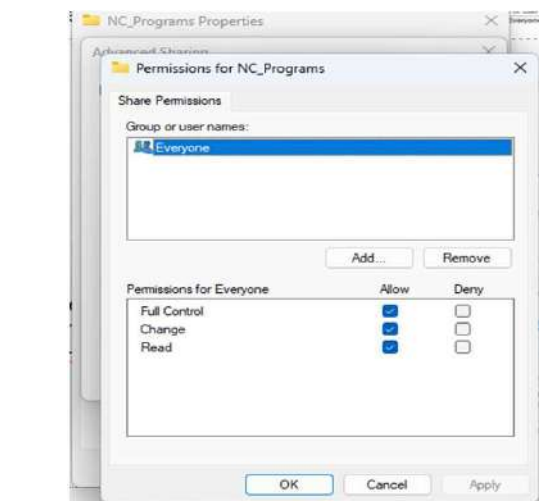 NC_Programs Properties
Advanced Sharing
Permissions for NC_Programs
Share Permissions
Group or user names:
Everyone
Add... Remove
Permissions for Everyone Allow Deny
Full Control
Change
Read
OK Cancel Apply